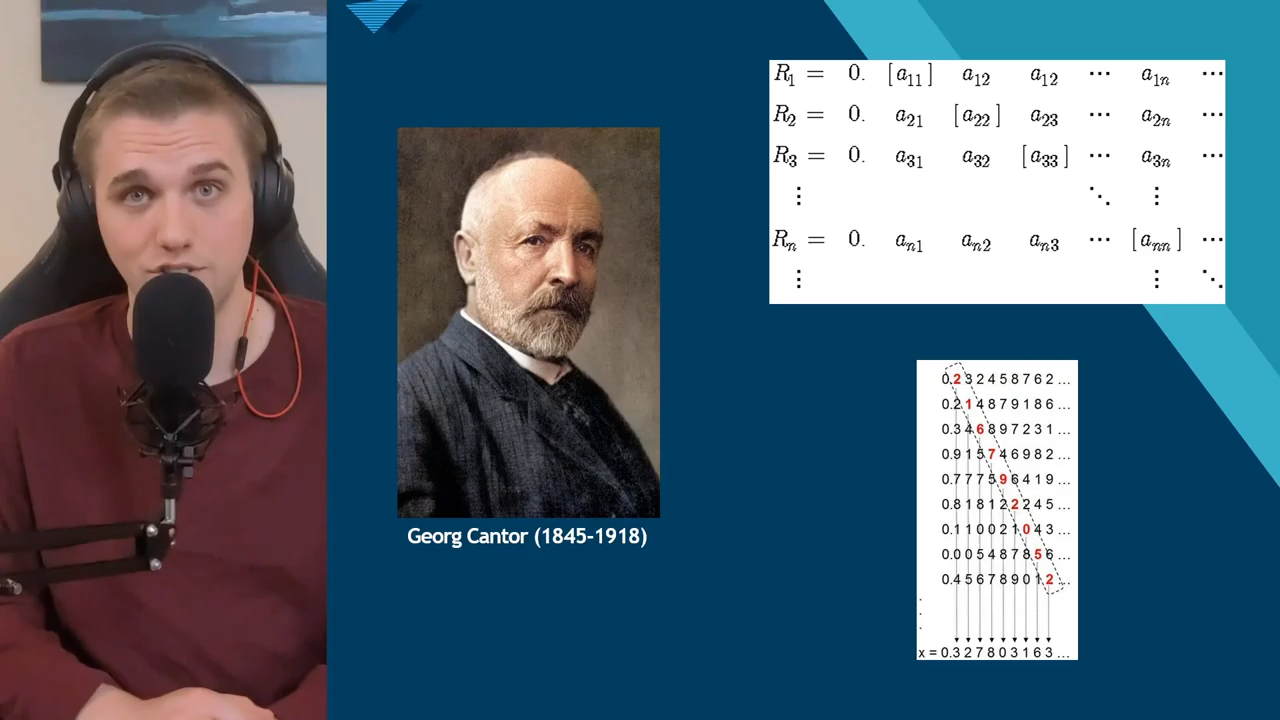 R₁ = 0. [a₁₁] a₁₂ a₁₂ ⋯ a₁ₙ ⋯
R₂ = 0. a₂₁ [a₂₂] a₂₃ ⋯ a₂ₙ ⋯
R₃ = 0. a₃₁ a₃₂ [a₃₃] ⋯ a₃ₙ ⋯
⋮ ⋱ ⋮
Rₙ = 0. aₙ₁ aₙ₂ aₙ₃ ⋯ [aₙₙ] ⋯
⋮ ⋮ ⋱
Georg Cantor (1845-1918)
0.2 3 2 4 5 8 7 6 2 …
0.2 1 4 8 7 9 1 8 6 …
0.3 4 6 8 9 7 2 3 1 …
0.9 1 5 7 4 6 9 8 2 …
0.7 7 7 5 9 6 4 1 9 …
0.8 1 8 1 2 2 2 4 5 …
0.1 1 0 0 2 1 0 4 3 …
0.0 0 5 4 8 7 8 5 6 …
0.4 5 6 7 8 9 0 1 2 …
.
.
.
x = 0.3 2 7 8 0 3 1 6 3 …